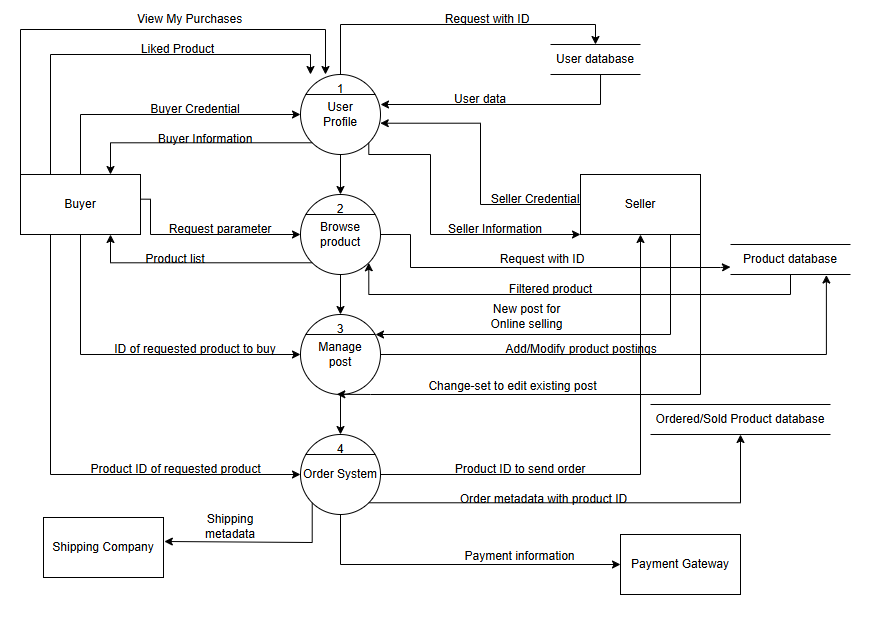 View My Purchases
Request with ID
Liked Product
User database
1
User
Profile
User data
Buyer Credential
Buyer Information
Buyer
Seller Credential
Seller
2
Browse
product
Request parameter
Seller Information
Product list
Request with ID
Product database
Filtered product
New post for
Online selling
3
Manage
post
ID of requested product to buy
Add/Modify product postings
Change-set to edit existing post
Ordered/Sold Product database
4
Order System
Product ID of requested product
Product ID to send order
Order metadata with product ID
Shipping
metadata
Shipping Company
Payment information
Payment Gateway